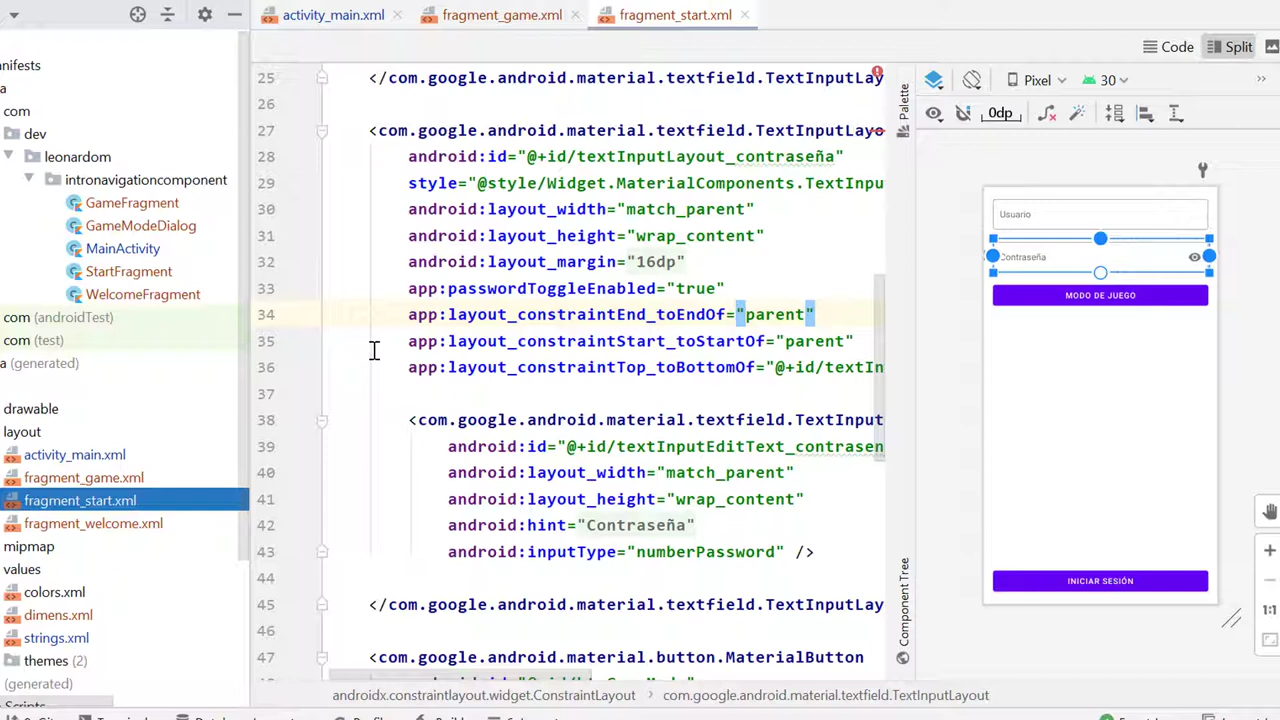 activity_main.xml
fragment_game.xml
fragment_start.xml
Code
Split
nifests
a
com
dev
leonardom
intronavigationcomponent
GameFragment
GameModeDialog
MainActivity
StartFragment
WelcomeFragment
com (androidTest)
com (test)
a (generated)
drawable
layout
activity_main.xml
fragment_game.xml
fragment_start.xml
fragment_welcome.xml
mipmap
values
colors.xml
dimens.xml
strings.xml
themes (2)
(generated)
Scripts
25 </com.google.android.material.textfield.TextInputLay
26
27 <com.google.android.material.textfield.TextInputLayo
28 android:id="@+id/textInputLayout_contraseña"
29 style="@style/Widget.MaterialComponents.TextInpu
30 android:layout_width="match_parent"
31 android:layout_height="wrap_content"
32 android:layout_margin="16dp"
33 app:passwordToggleEnabled="true"
34 app:layout_constraintEnd_toEndOf="parent"
35 app:layout_constraintStart_toStartOf="parent"
36 app:layout_constraintTop_toBottomOf="@+id/textIn
37
38 <com.google.android.material.textfield.TextInput
39 android:id="@+id/textInputEditText_contrasen
40 android:layout_width="match_parent"
41 android:layout_height="wrap_content"
42 android:hint="Contraseña"
43 android:inputType="numberPassword" />
44
45 </com.google.android.material.textfield.TextInputLay
46
47 <com.google.android.material.button.MaterialButton
androidx.constraintlayout.widget.ConstraintLayout
com.google.android.material.textfield.TextInputLayout
Palette
Component Tree
Pixel
30
0dp
Usuario
Contraseña
MODO DE JUEGO
INICIAR SESIÓN
1:1